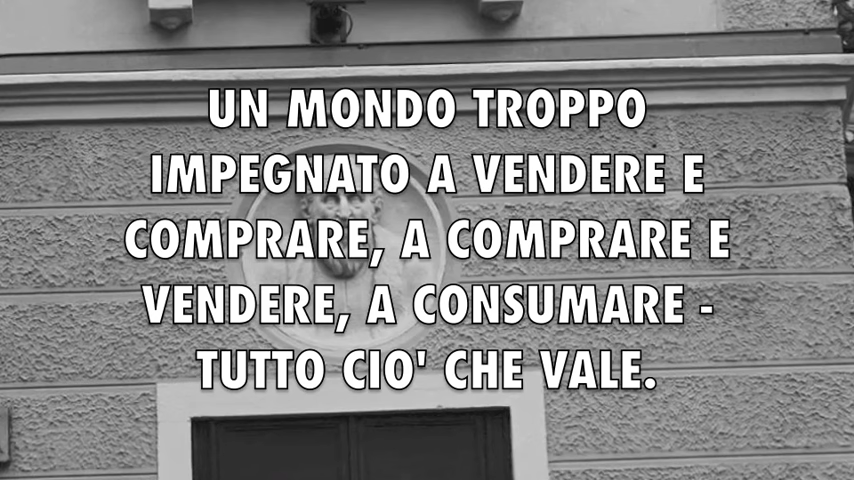 UN MONDO TROPPO
IMPEGNATO A VENDERE E
COMPRARE, A COMPRARE E
VENDERE, A CONSUMARE -
TUTTO CIO' CHE VALE.